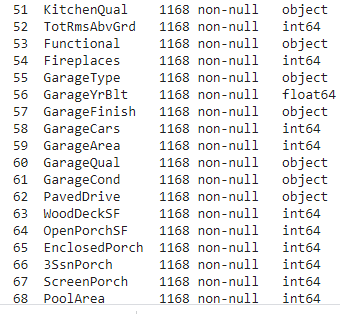 51 KitchenQual 1168 non-null object
52 TotRmsAbvGrd 1168 non-null int64
53 Functional 1168 non-null object
54 Fireplaces 1168 non-null int64
55 GarageType 1168 non-null object
56 GarageYrBlt 1168 non-null float64
57 GarageFinish 1168 non-null object
58 GarageCars 1168 non-null int64
59 GarageArea 1168 non-null int64
60 GarageQual 1168 non-null object
61 GarageCond 1168 non-null object
62 PavedDrive 1168 non-null object
63 WoodDeckSF 1168 non-null int64
64 OpenPorchSF 1168 non-null int64
65 EnclosedPorch 1168 non-null int64
66 3SsnPorch 1168 non-null int64
67 ScreenPorch 1168 non-null int64
68 PoolArea 1168 non-null int64